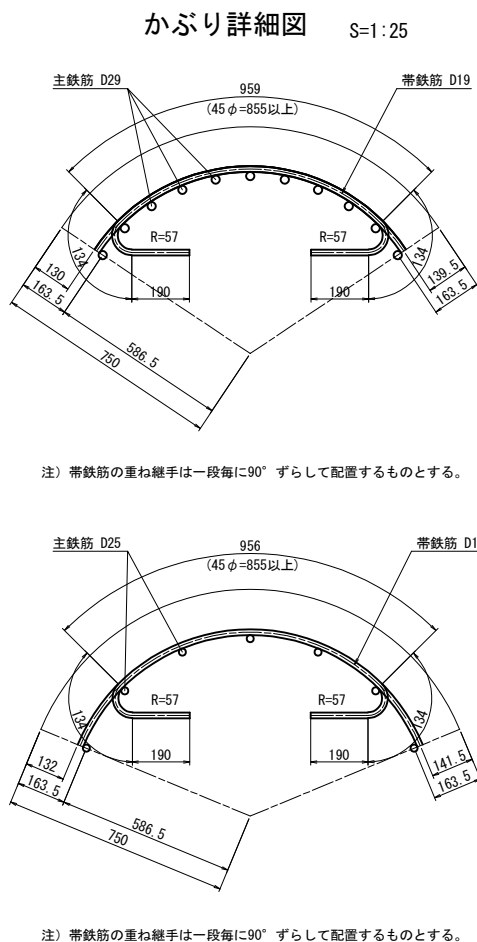 かぶり詳細図 S=1:25
主鉄筋 D29 959 帯鉄筋 D19
(45φ=855以上)
R=57 R=57
134 134
130 190 190 139.5
163.5 163.5
586.5
750
注) 帯鉄筋の重ね継手は一段毎に90°ずらして配置するものとする。
主鉄筋 D25 956 帯鉄筋 D1
(45φ=855以上)
R=57 R=57
134 134
132 190 190 141.5
163.5 163.5
586.5
750
注) 帯鉄筋の重ね継手は一段毎に90°ずらして配置するものとする。